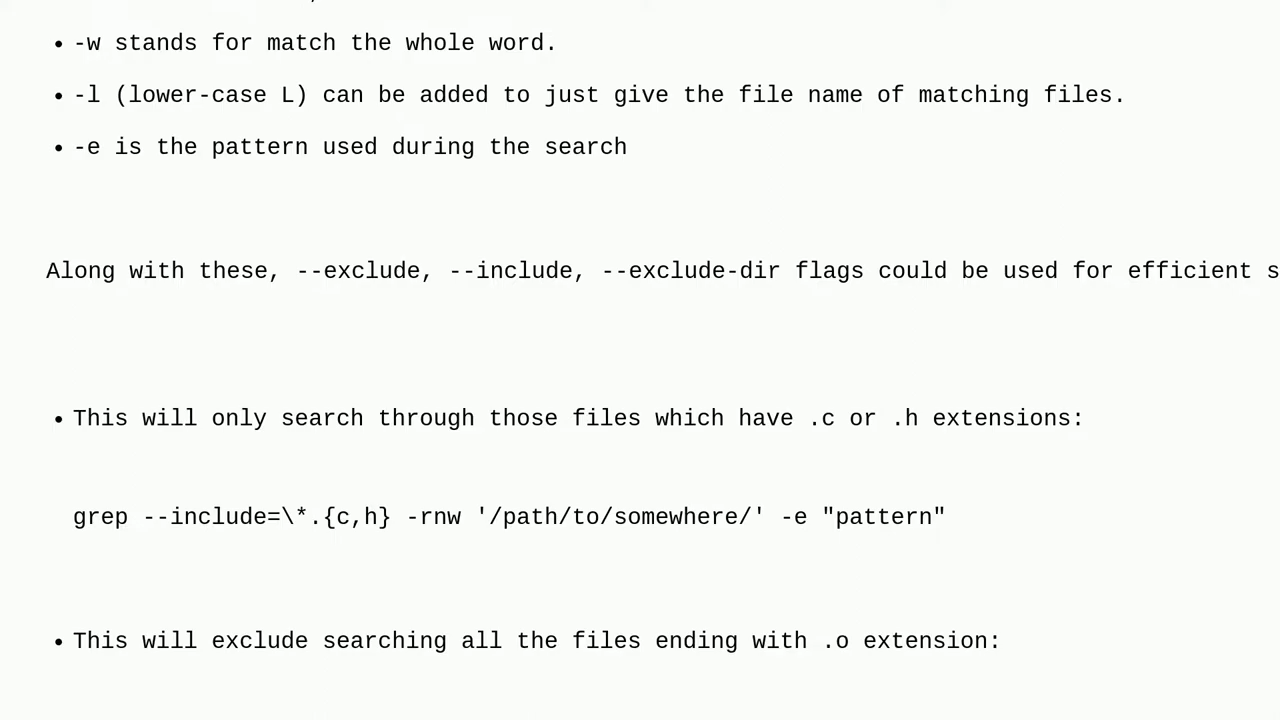 • -w stands for match the whole word.
• -l (lower-case L) can be added to just give the file name of matching files.
• -e is the pattern used during the search
Along with these, --exclude, --include, --exclude-dir flags could be used for efficient
• This will only search through those files which have .c or .h extensions:
grep --include=\*.{c,h} -rnw '/path/to/somewhere/' -e "pattern"
• This will exclude searching all the files ending with .o extension: